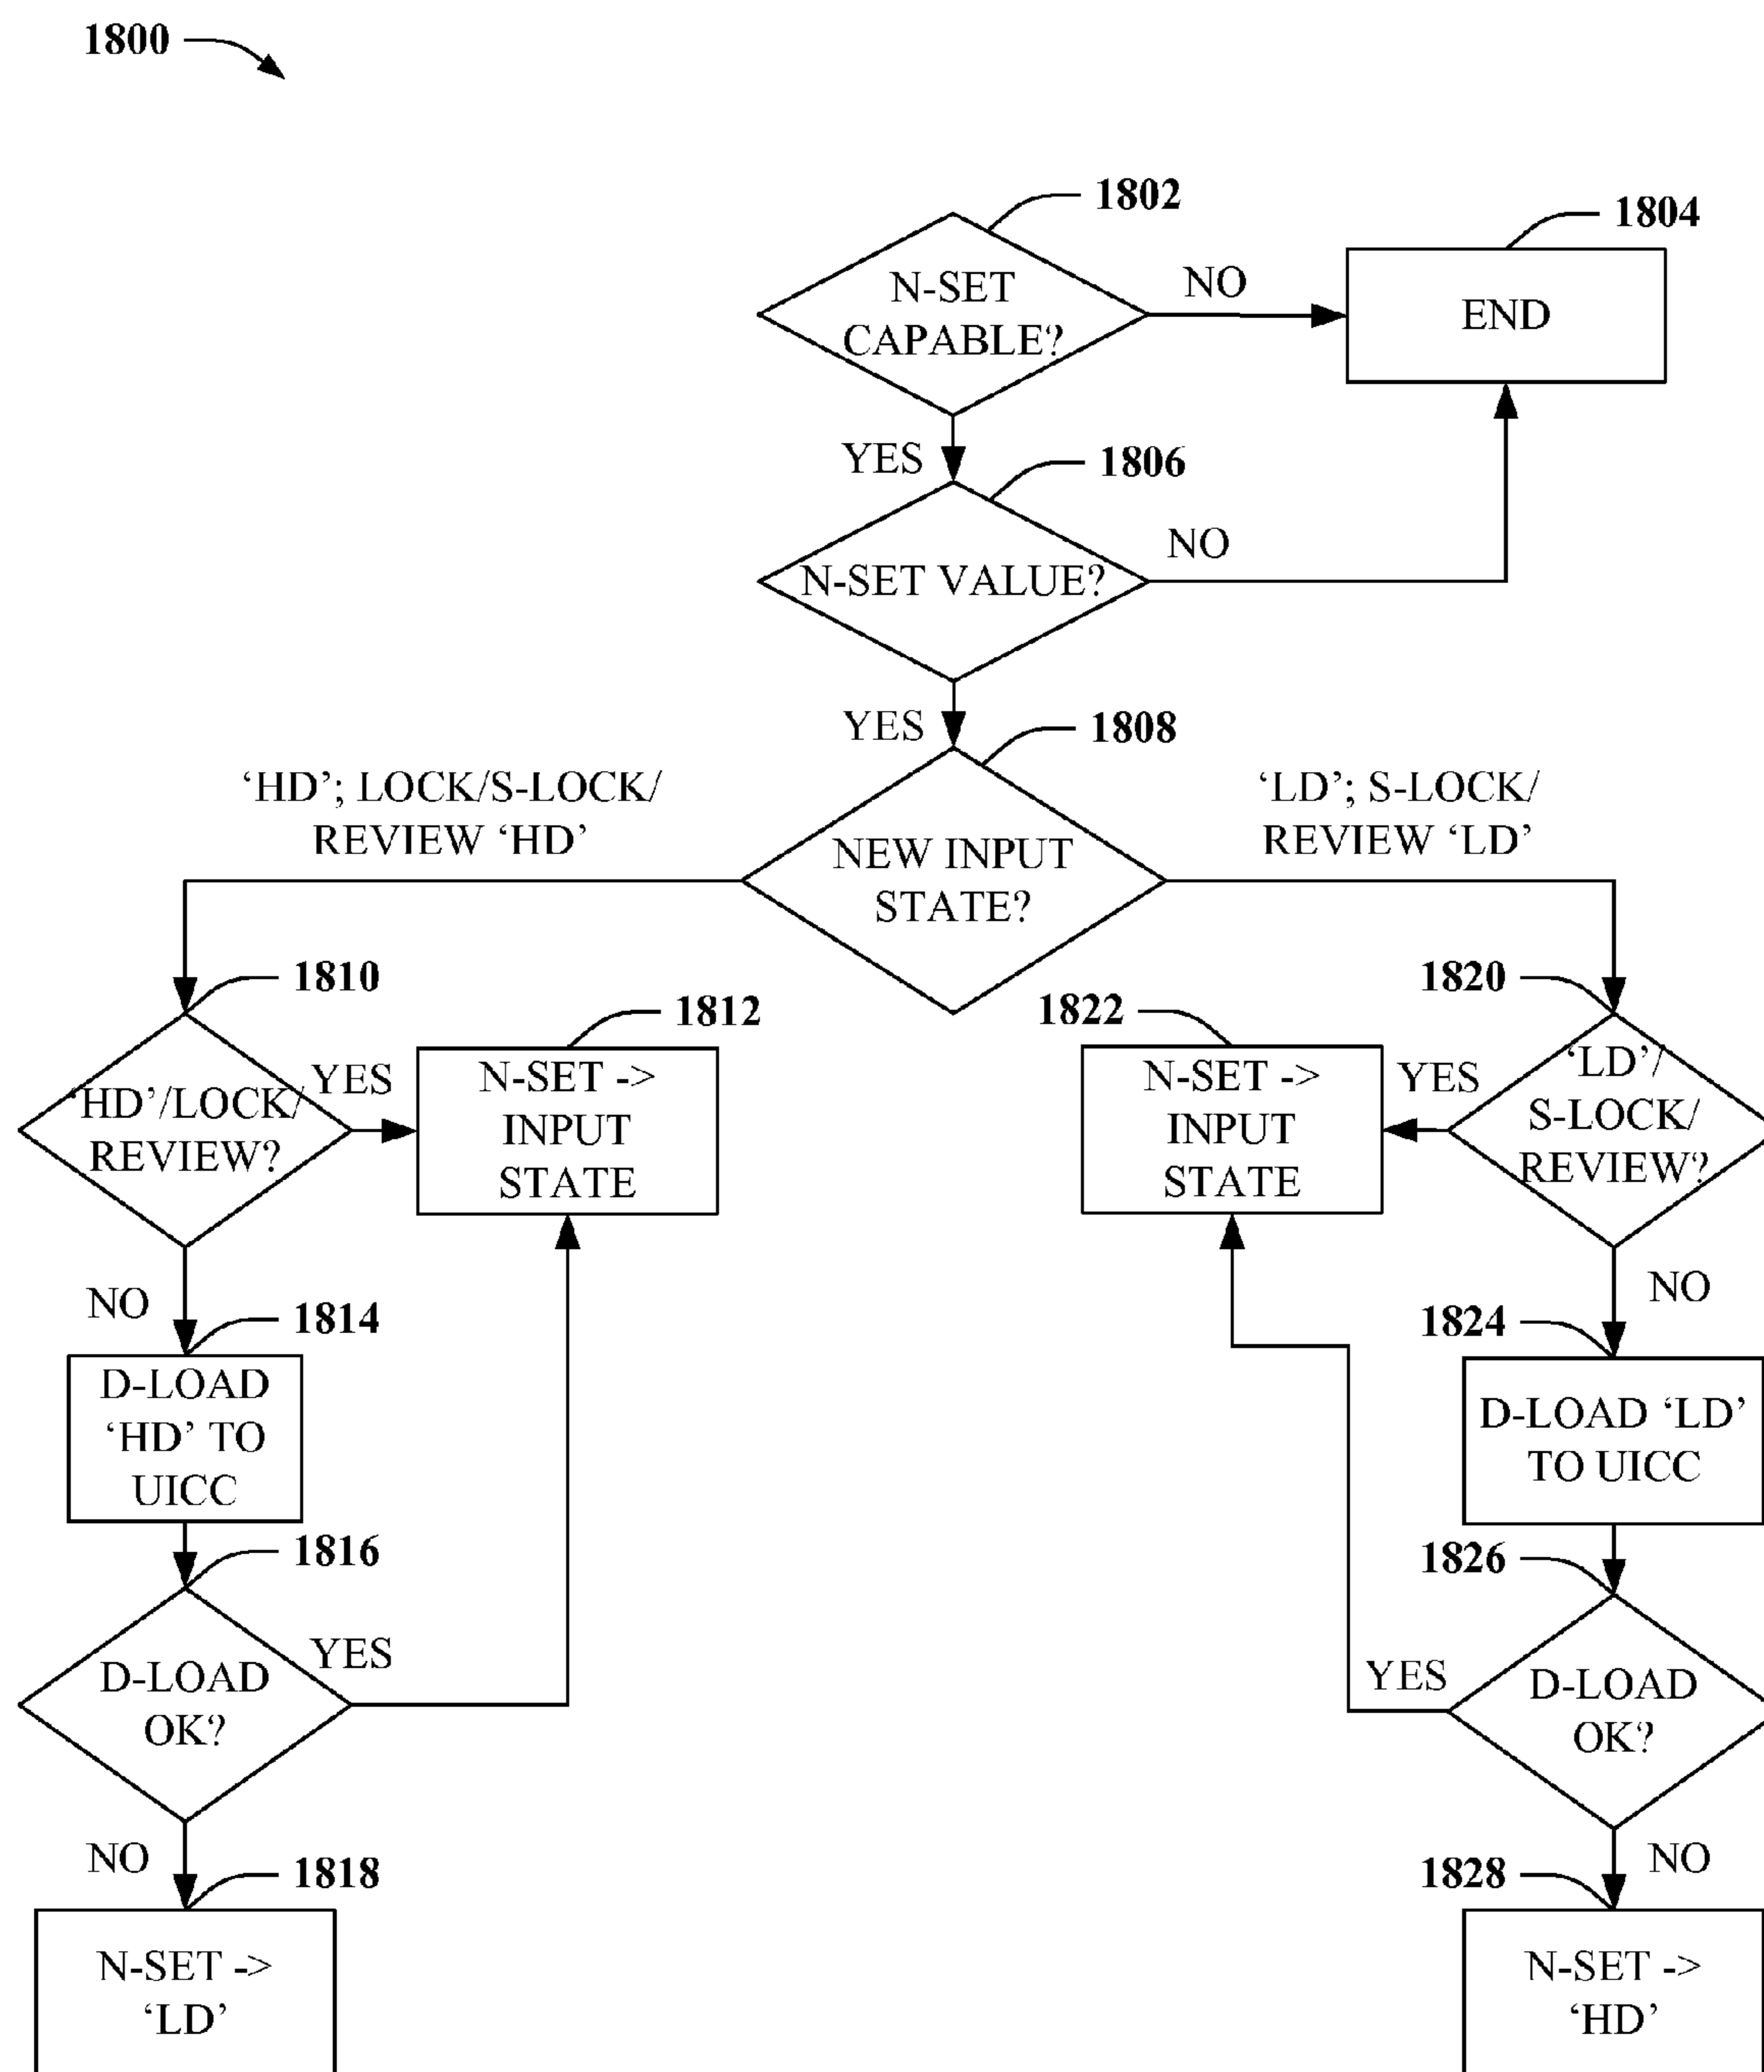 1800
1802
1804
N-SET
CAPABLE?
NO
END
YES
1806
N-SET VALUE?
NO
YES
1808
‘HD’; LOCK/S-LOCK/
REVIEW ‘HD’
NEW INPUT
STATE?
‘LD’; S-LOCK/
REVIEW ‘LD’
1810
‘HD’/LOCK/
REVIEW?
YES
1812
N-SET ->
INPUT
STATE
NO
1814
D-LOAD
‘HD’ TO
UICC
1816
D-LOAD
OK?
YES
NO
1818
N-SET ->
‘LD’
1820
‘LD’/
S-LOCK/
REVIEW?
YES
1822
N-SET ->
INPUT
STATE
NO
1824
D-LOAD ‘LD’
TO UICC
1826
D-LOAD
OK?
YES
NO
1828
N-SET ->
‘HD’